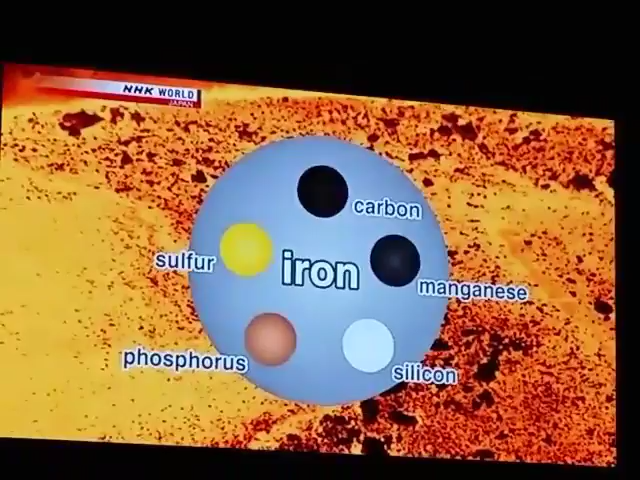 NHK WORLD
JAPAN
carbon
sulfur
iron
manganese
phosphorus
silicon